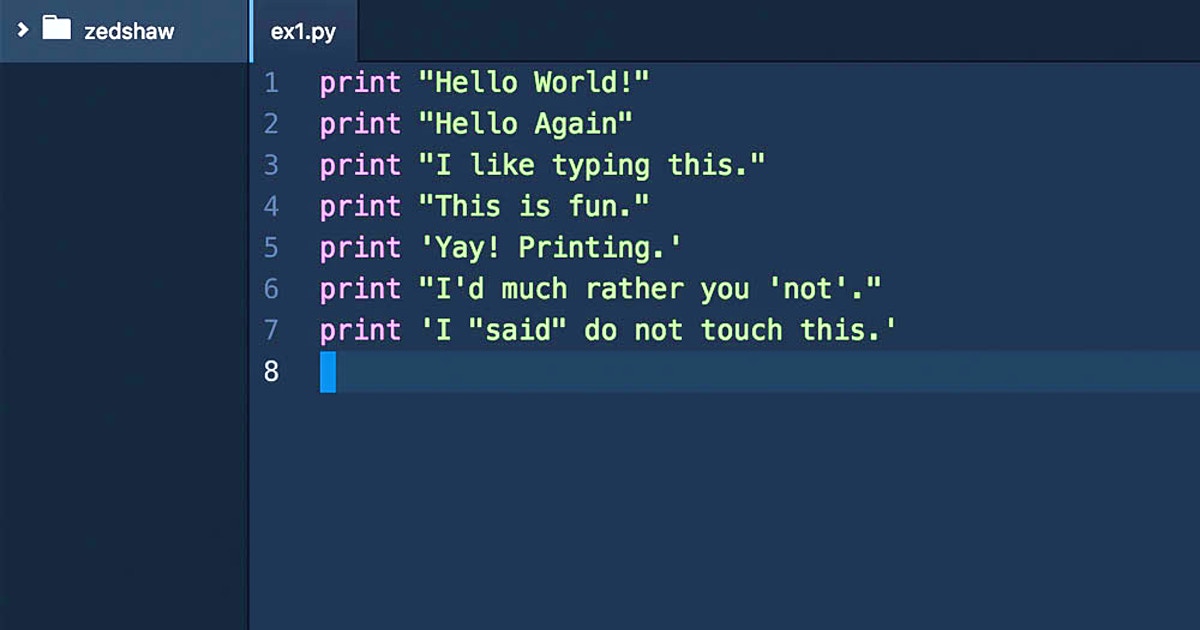 zedshaw
ex1.py
1 print "Hello World!"
2 print "Hello Again"
3 print "I like typing this."
4 print "This is fun."
5 print 'Yay! Printing.'
6 print "I'd much rather you 'not'."
7 print 'I "said" do not touch this.'
8